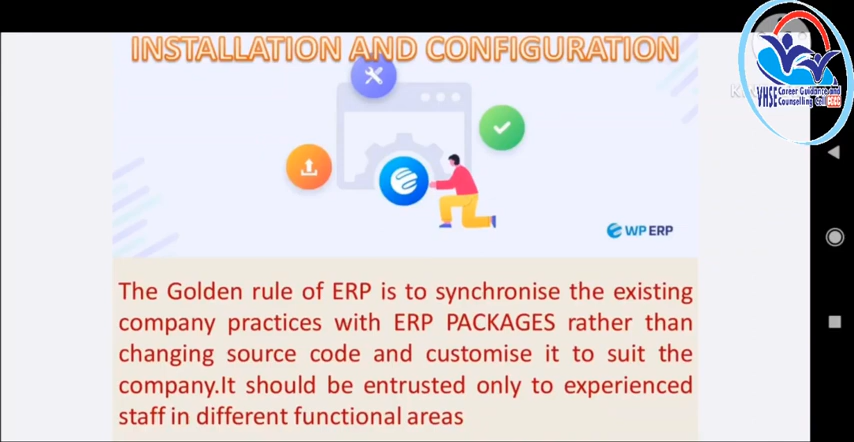 INSTALLATION AND CONFIGURATION
VHSE Career Guidance and
Counselling Cell
WP ERP
The Golden rule of ERP is to synchronise the existing
company practices with ERP PACKAGES rather than
changing source code and customise it to suit the
company.It should be entrusted only to experienced
staff in different functional areas